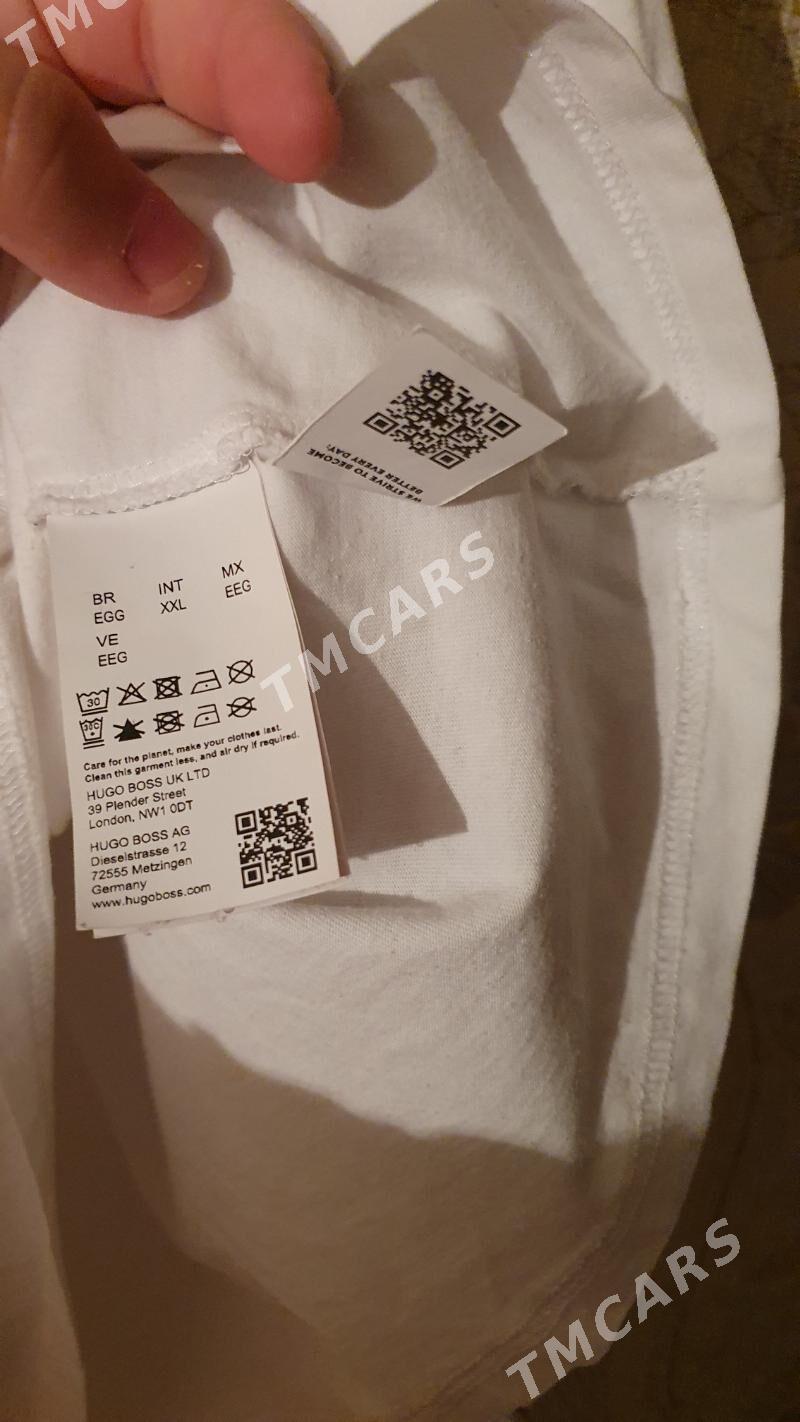 TMCARS
WE STRIVE TO BECOME
BETTER EVERY DAY.
BR INT MX
EGG XXL EEG
VE
EEG
30
30C
Care for the planet, make your clothes last.
Clean this garment less, and air dry if required.
HUGO BOSS UK LTD
39 Plender Street
London, NW1 0DT
HUGO BOSS AG
Dieselstrasse 12
72555 Metzingen
Germany
www.hugoboss.com
TMCARS